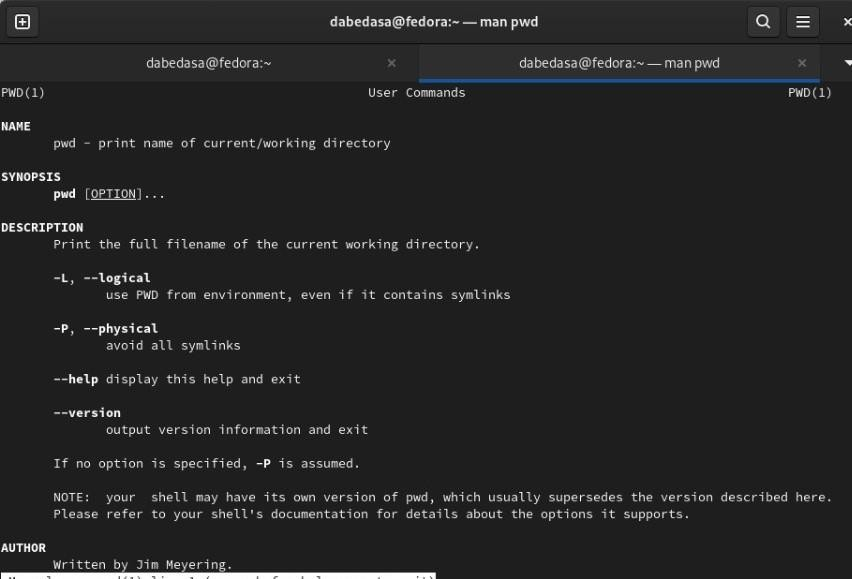 dabedasa@fedora:~ — man pwd
dabedasa@fedora:~
dabedasa@fedora:~ — man pwd
PWD(1) User Commands PWD(1)
NAME
pwd - print name of current/working directory
SYNOPSIS
pwd [OPTION]...
DESCRIPTION
Print the full filename of the current working directory.
-L, --logical
use PWD from environment, even if it contains symlinks
-P, --physical
avoid all symlinks
--help display this help and exit
--version
output version information and exit
If no option is specified, -P is assumed.
NOTE: your shell may have its own version of pwd, which usually supersedes the version described here.
Please refer to your shell's documentation for details about the options it supports.
AUTHOR
Written by Jim Meyering.